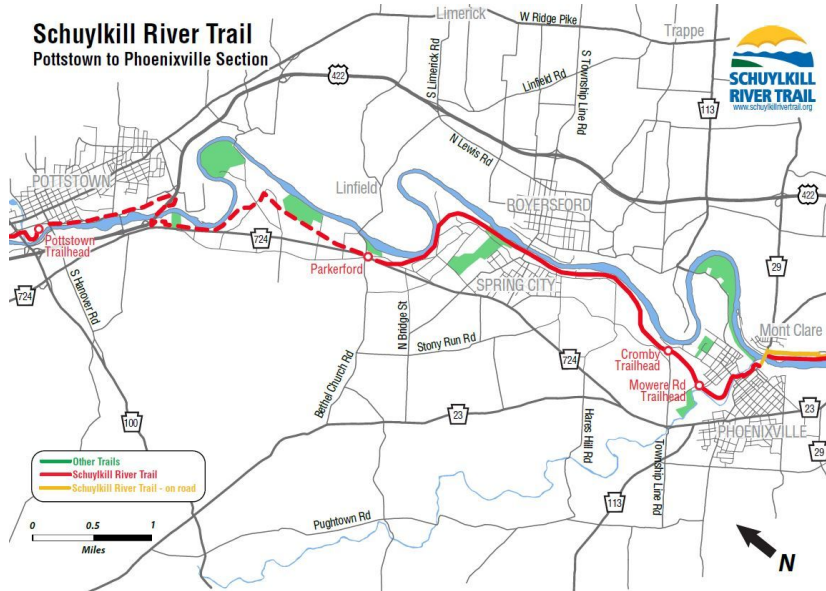 Schuylkill River Trail
Pottstown to Phoenixville Section
Limerick
W Ridge Pike
Trappe
SCHUYLKILL
RIVER TRAIL
www.schuylkillrivertrail.org
422
S Limerick Rd
Linfield Rd
S Township Line Rd
113
N Lewis Rd
POTTSTOWN
Linfield
ROYERSFORD
422
Pottstown
Trailhead
724
Parkerford
SPRING CITY
29
724
S Hanover Rd
N Bridge St
Stony Run Rd
Mont Clare
Cromby
Trailhead
724
Mowere Rd
Trailhead
Bethel Church Rd
23
23
100
Hares Hill Rd
PHOENIXVILLE
29
Township Line Rd
Other Trails
Schuylkill River Trail
Schuylkill River Trail - on road
113
0 0.5 1
Miles
Pughtown Rd
N